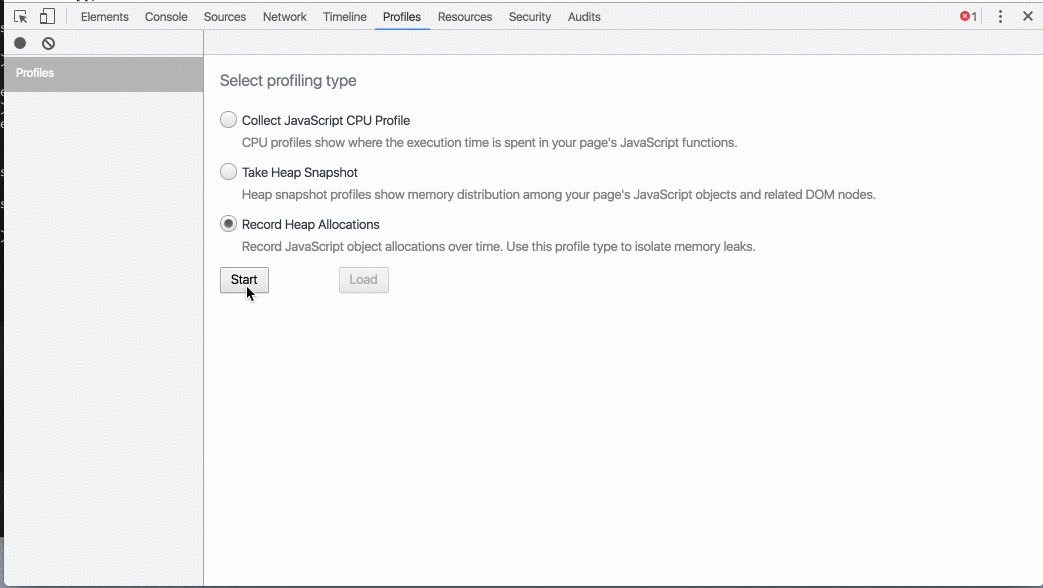 Elements Console Sources Network Timeline Profiles Resources Security Audits 1
Profiles
Select profiling type
Collect JavaScript CPU Profile
CPU profiles show where the execution time is spent in your page's JavaScript functions.
Take Heap Snapshot
Heap snapshot profiles show memory distribution among your page's JavaScript objects and related DOM nodes.
Record Heap Allocations
Record JavaScript object allocations over time. Use this profile type to isolate memory leaks.
Start Load